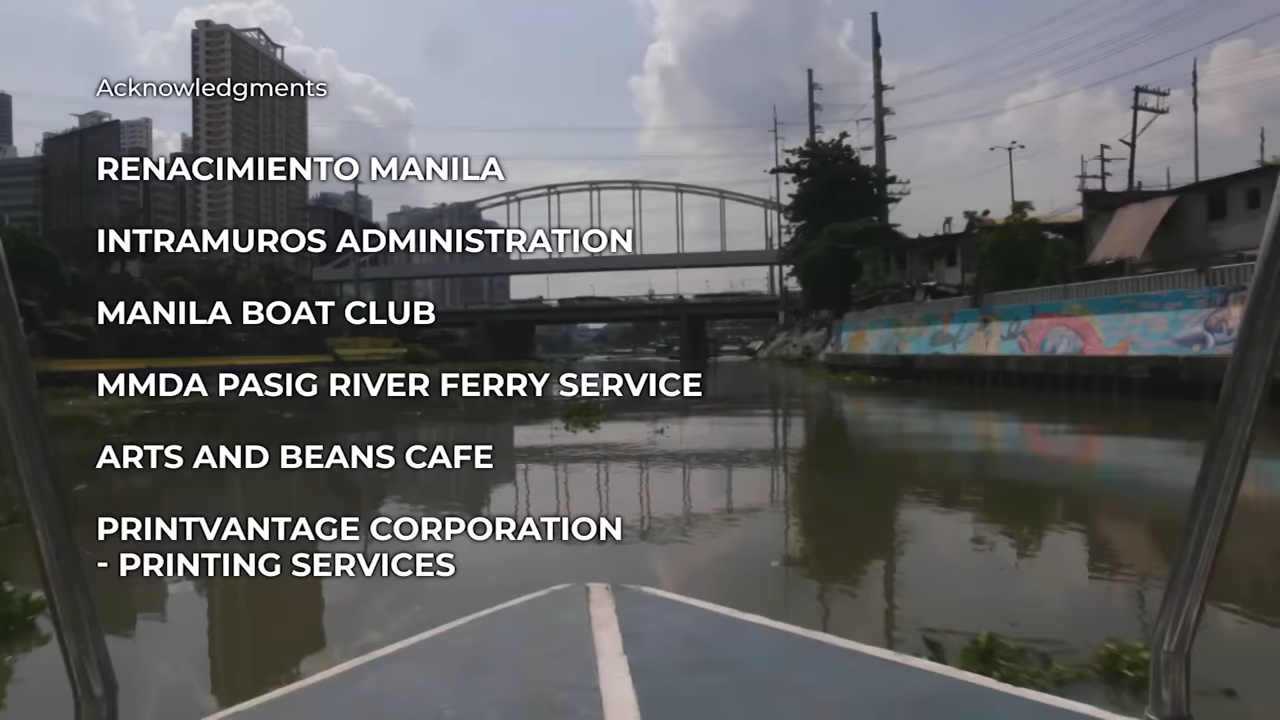 Acknowledgments
RENACIMIENTO MANILA
INTRAMUROS ADMINISTRATION
MANILA BOAT CLUB
MMDA PASIG RIVER FERRY SERVICE
ARTS AND BEANS CAFE
PRINTVANTAGE CORPORATION
- PRINTING SERVICES